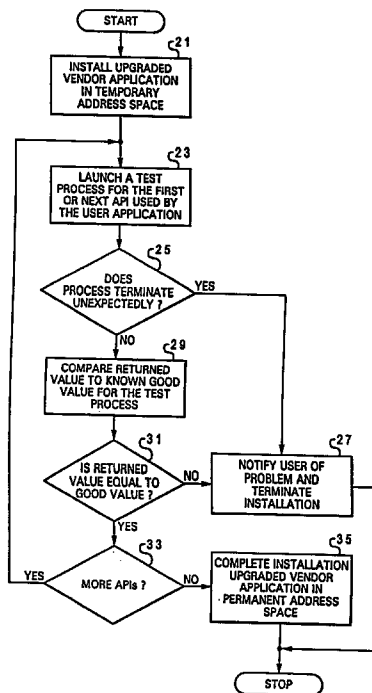 START
21
INSTALL UPGRADED
VENDOR APPLICATION
IN TEMPORARY
ADDRESS SPACE
23
LAUNCH A TEST
PROCESS FOR THE FIRST
OR NEXT API USED BY
THE USER APPLICATION
25
DOES
PROCESS TERMINATE
UNEXPECTEDLY ?
YES
NO
29
COMPARE RETURNED
VALUE TO KNOWN GOOD
VALUE FOR THE TEST
PROCESS
31
IS RETURNED
VALUE EQUAL TO
GOOD VALUE ?
NO
YES
27
NOTIFY USER OF
PROBLEM AND
TERMINATE
INSTALLATION
33
MORE APIs ?
YES
NO
35
COMPLETE INSTALLATION
UPGRADED VENDOR
APPLICATION IN
PERMANENT ADDRESS
SPACE
STOP